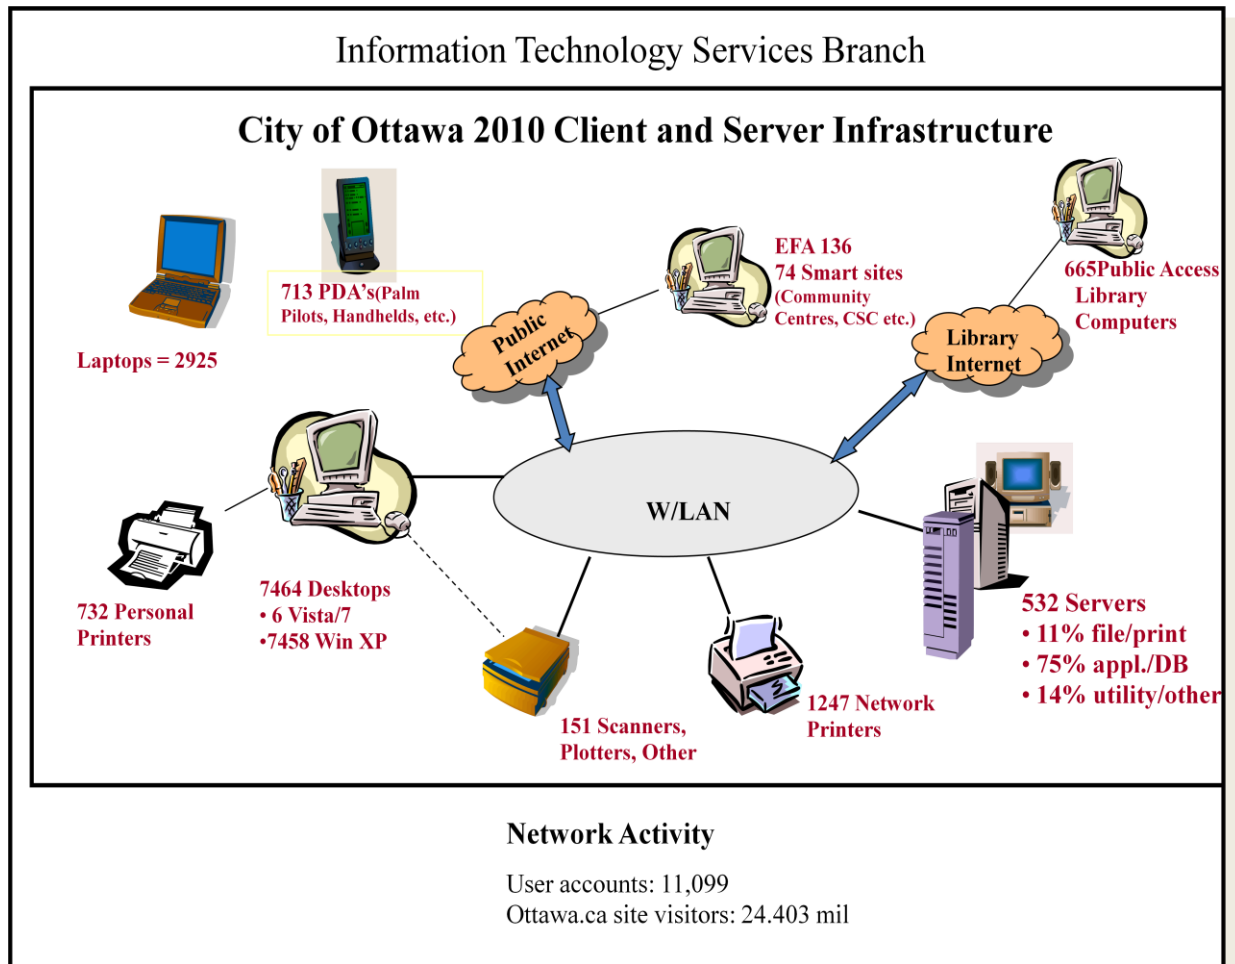 Information Technology Services Branch
City of Ottawa 2010 Client and Server Infrastructure
713 PDA's(Palm
Pilots, Handhelds, etc.)
Laptops = 2925
Public
Internet
EFA 136
74 Smart sites
(Community
Centres, CSC etc.)
665Public Access
Library
Computers
Library
Internet
W/LAN
732 Personal
Printers
7464 Desktops
• 6 Vista/7
•7458 Win XP
151 Scanners,
Plotters, Other
1247 Network
Printers
532 Servers
• 11% file/print
• 75% appl./DB
• 14% utility/other
Network Activity
User accounts: 11,099
Ottawa.ca site visitors: 24.403 mil